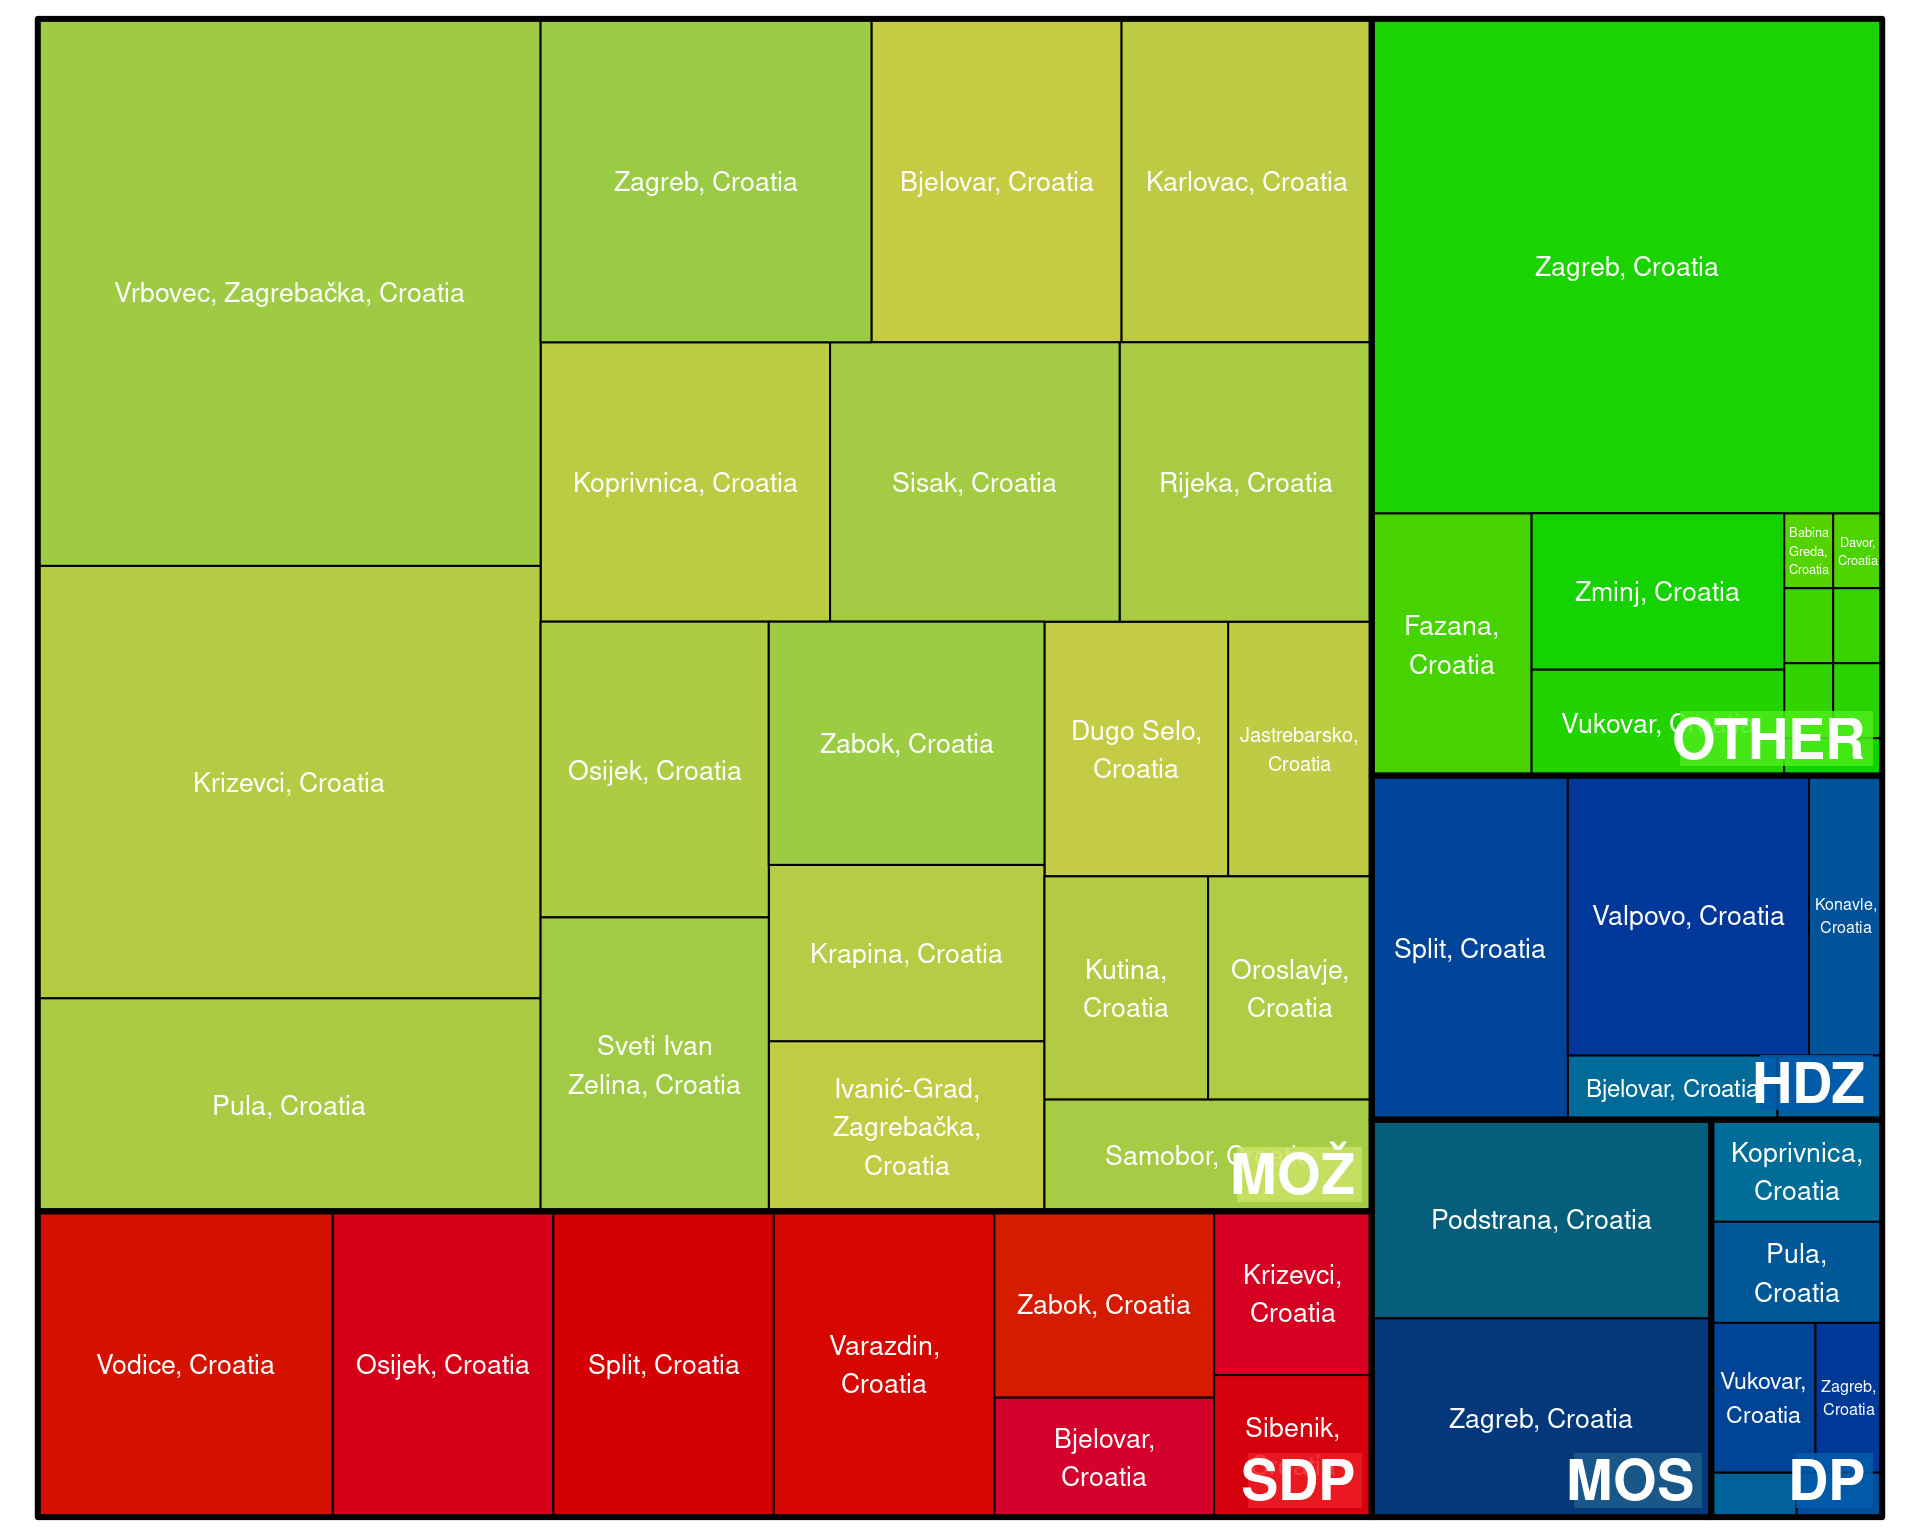 Vrbovec, Zagrebačka, Croatia
Krizevci, Croatia
Pula, Croatia
Zagreb, Croatia
Bjelovar, Croatia
Karlovac, Croatia
Koprivnica, Croatia
Sisak, Croatia
Rijeka, Croatia
Osijek, Croatia
Sveti Ivan
Zelina, Croatia
Zabok, Croatia
Krapina, Croatia
Ivanić-Grad,
Zagrebačka,
Croatia
Dugo Selo,
Croatia
Jastrebarsko,
Croatia
Kutina,
Croatia
Oroslavje,
Croatia
Samobor, Croatia
MOŽ
Vodice, Croatia
Osijek, Croatia
Split, Croatia
Varazdin,
Croatia
Zabok, Croatia
Bjelovar,
Croatia
Krizevci,
Croatia
Sibenik,
Croatia
SDP
Zagreb, Croatia
Fazana,
Croatia
Zminj, Croatia
Vukovar, Croatia
Babina
Greda,
Croatia
Davor,
Croatia
OTHER
Split, Croatia
Valpovo, Croatia
Konavle,
Croatia
Bjelovar, Croatia
HDZ
Podstrana, Croatia
Zagreb, Croatia
MOS
Koprivnica,
Croatia
Pula,
Croatia
Vukovar,
Croatia
Zagreb,
Croatia
DP